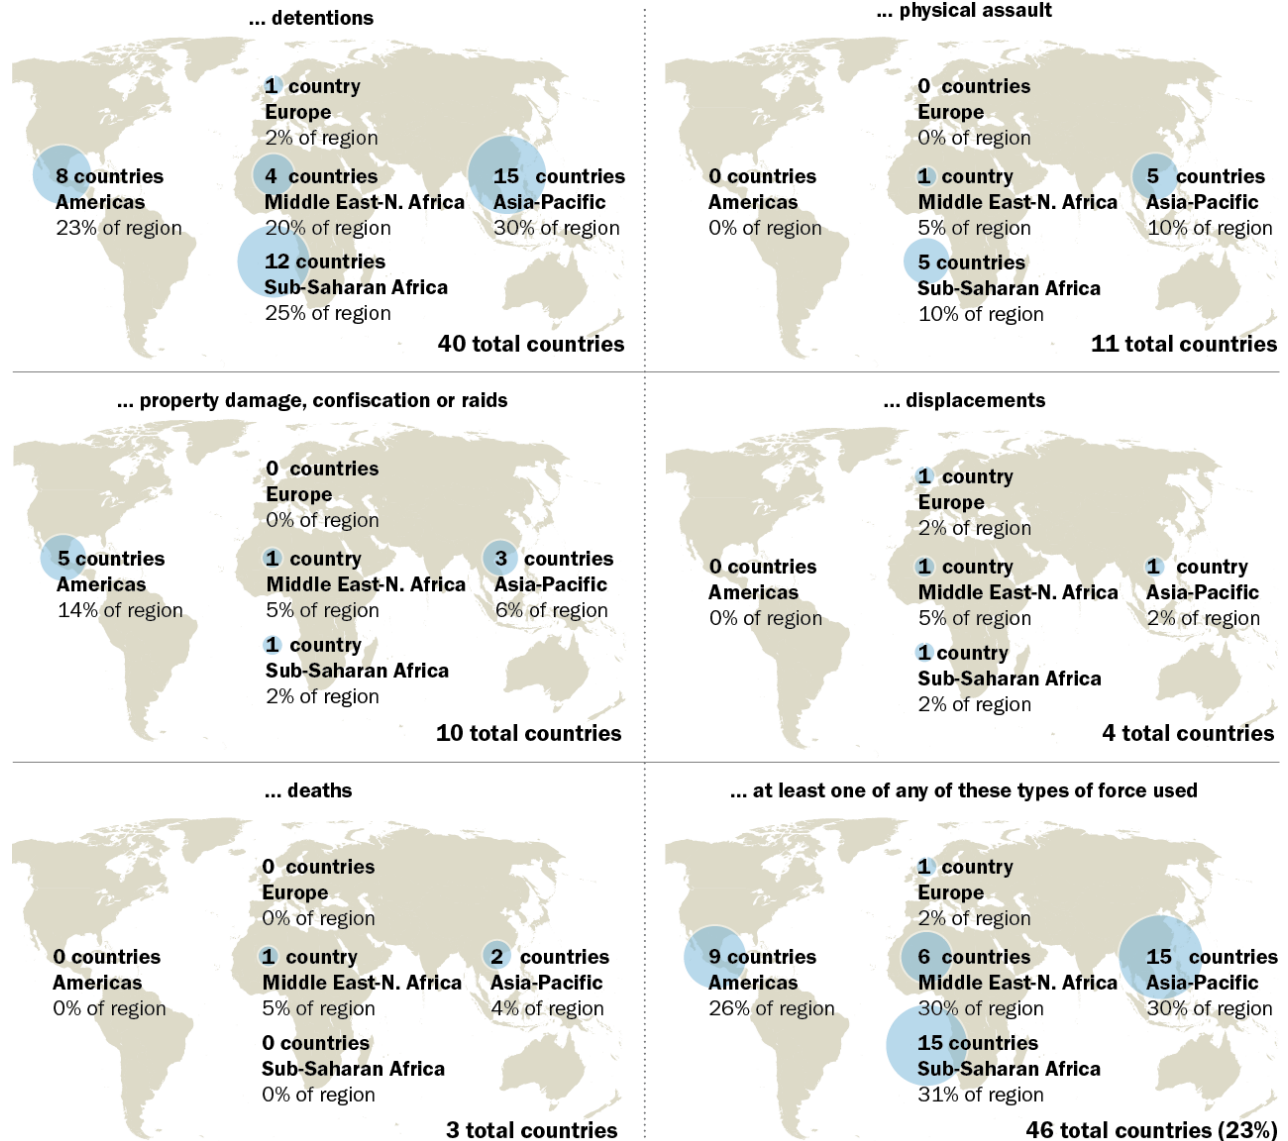 ... detentions
1 country
Europe
2% of region
8 countries
Americas
23% of region
4 countries
Middle East-N. Africa
20% of region
15 countries
Asia-Pacific
30% of region
12 countries
Sub-Saharan Africa
25% of region
40 total countries
... physical assault
0 countries
Europe
0% of region
0 countries
Americas
0% of region
1 country
Middle East-N. Africa
5% of region
5 countries
Asia-Pacific
10% of region
5 countries
Sub-Saharan Africa
10% of region
11 total countries
... property damage, confiscation or raids
0 countries
Europe
0% of region
5 countries
Americas
14% of region
1 country
Middle East-N. Africa
5% of region
3 countries
Asia-Pacific
6% of region
1 country
Sub-Saharan Africa
2% of region
10 total countries
... displacements
1 country
Europe
2% of region
0 countries
Americas
0% of region
1 country
Middle East-N. Africa
5% of region
1 country
Asia-Pacific
2% of region
1 country
Sub-Saharan Africa
2% of region
4 total countries
... deaths
0 countries
Europe
0% of region
0 countries
Americas
0% of region
1 country
Middle East-N. Africa
5% of region
2 countries
Asia-Pacific
4% of region
0 countries
Sub-Saharan Africa
0% of region
3 total countries
... at least one of any of these types of force used
1 country
Europe
2% of region
9 countries
Americas
26% of region
6 countries
Middle East-N. Africa
30% of region
15 countries
Asia-Pacific
30% of region
15 countries
Sub-Saharan Africa
31% of region
46 total countries (23%)